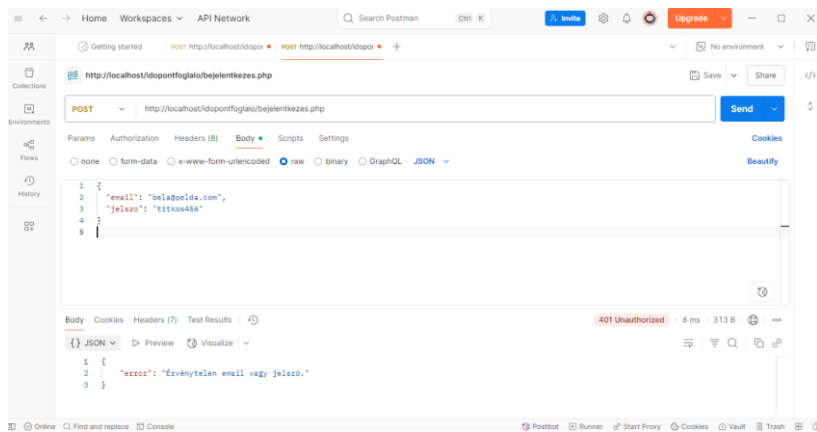 Home Workspaces API Network Search Postman Ctrl K Invite Upgrade
Getting started POST http://localhost/idopor POST http://localhost/idopor No environment
http://localhost/idopontfoglalo/bejelentkezes.php Save Share
Collections
POST http://localhost/idopontfoglalo/bejelentkezes.php Send
Environments
Params Authorization Headers (8) Body Scripts Settings Cookies
Flows
none form-data x-www-form-urlencoded raw binary GraphQL JSON Beautify
History
1 {
2 "email": "bela@pelda.com",
3 "jelszo": "titkos456"
4 }
5
Body Cookies Headers (7) Test Results 401 Unauthorized 8 ms 313 B
{} JSON Preview Visualize
1 {
2 "error": "Érvénytelen email vagy jelszó."
3 }
Online Find and replace Console Postbot Runner Start Proxy Cookies Vault Trash